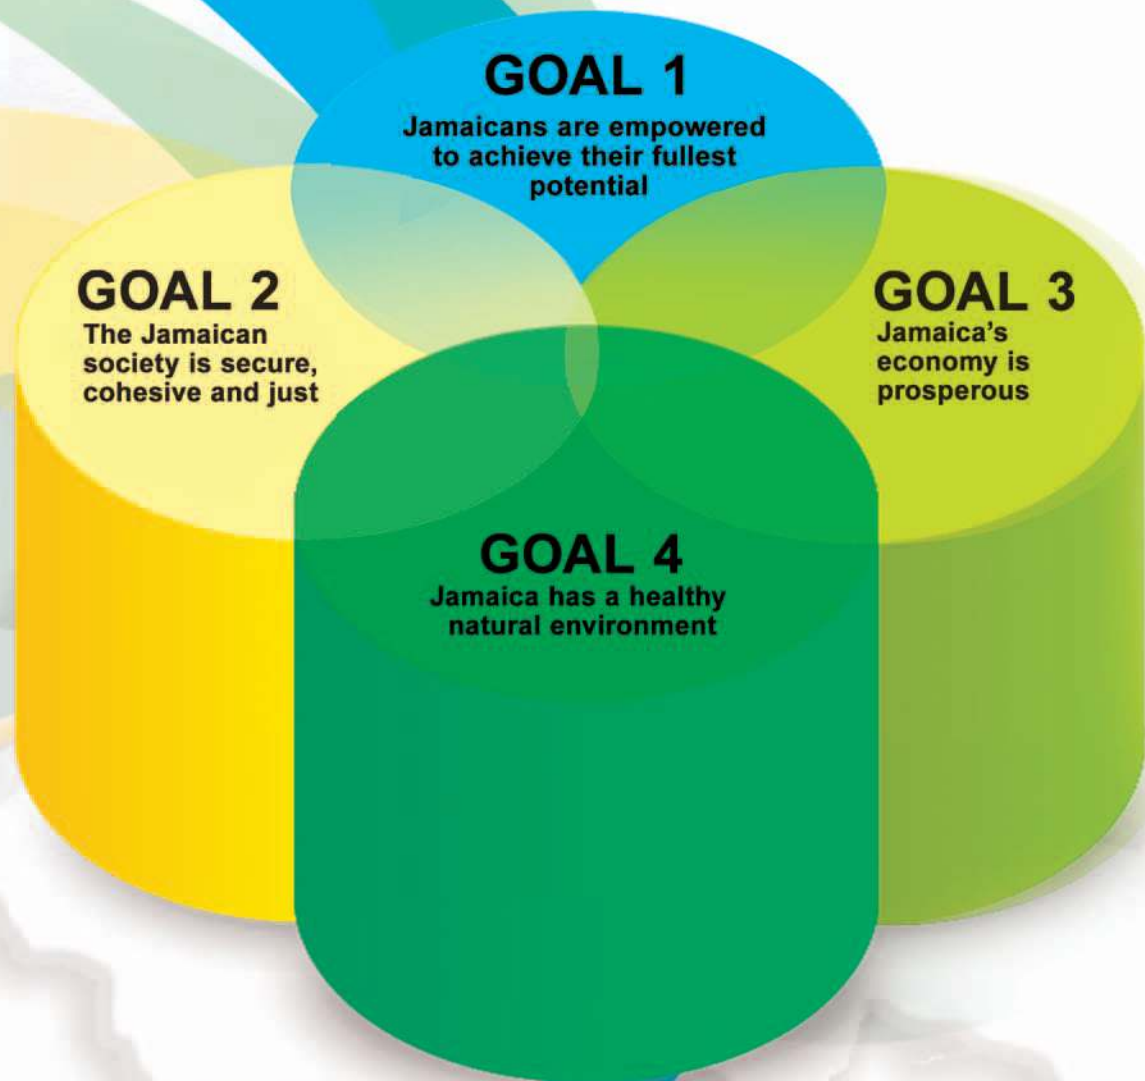 GOAL 1
Jamaicans are empowered
to achieve their fullest
potential
GOAL 2
The Jamaican
society is secure,
cohesive and just
GOAL 3
Jamaica's
economy is
prosperous
GOAL 4
Jamaica has a healthy
natural environment